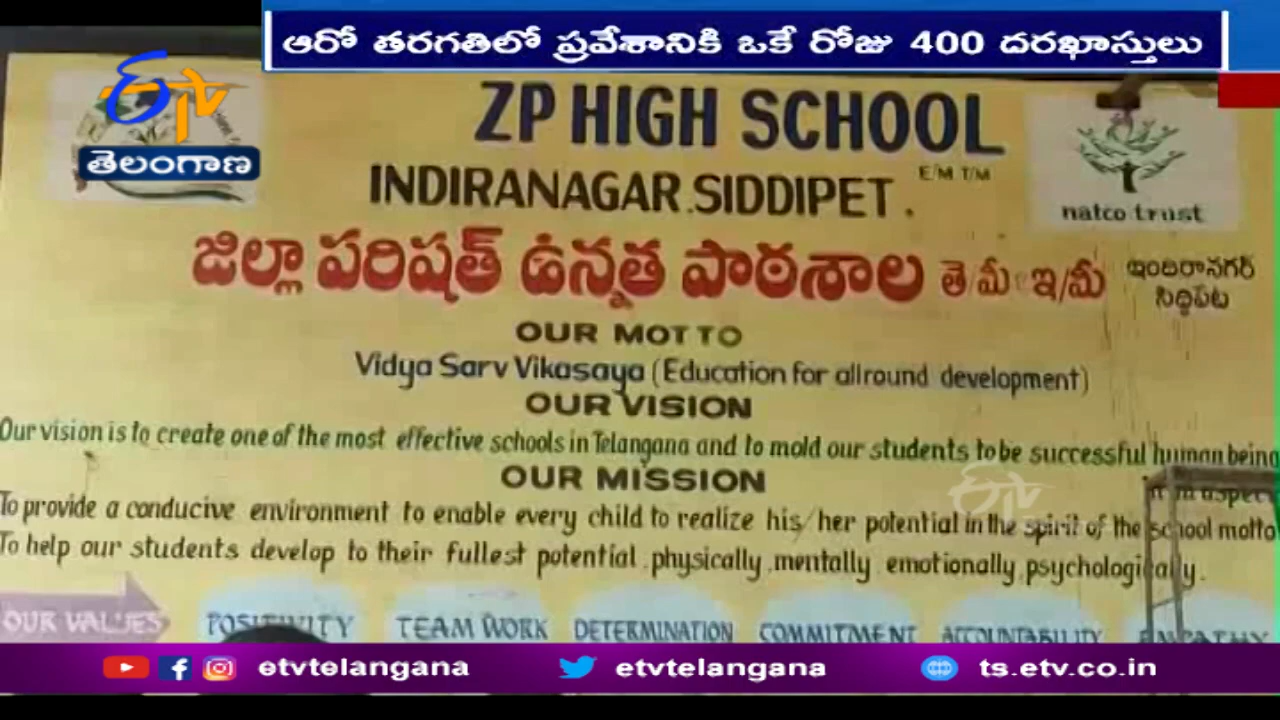 ఆరో తరగతిలో ప్రవేశానికి ఒకే రోజు 400 దరఖాస్తులు
ETV
తెలంగాణ
ZP HIGH SCHOOL
E/M T/M
INDIRANAGAR.SIDDIPET.
natco trust
జిల్లా పరిషత్ ఉన్నత పాఠశాల తె/మీ ఇ/మీ
ఇందిరానగర్
సిద్ధిపేట
OUR MOTTO
Vidya Sarv Vikasaya (Education for allround development)
OUR VISION
Our vision is to create one of the most effective schools in Telangana and to mold our students to be successful human being
OUR MISSION
To provide a conducive environment to enable every child to realize his/her potential in the spirit of the school motto
To help our students develop to their fullest potential physically, mentally, emotionally, psychologically.
OUR VALUES POSITIVITY TEAM WORK DETERMINATION COMMITMENT ACCOUNTABILITY EMPATHY
etvtelangana etvtelangana ts.etv.co.in